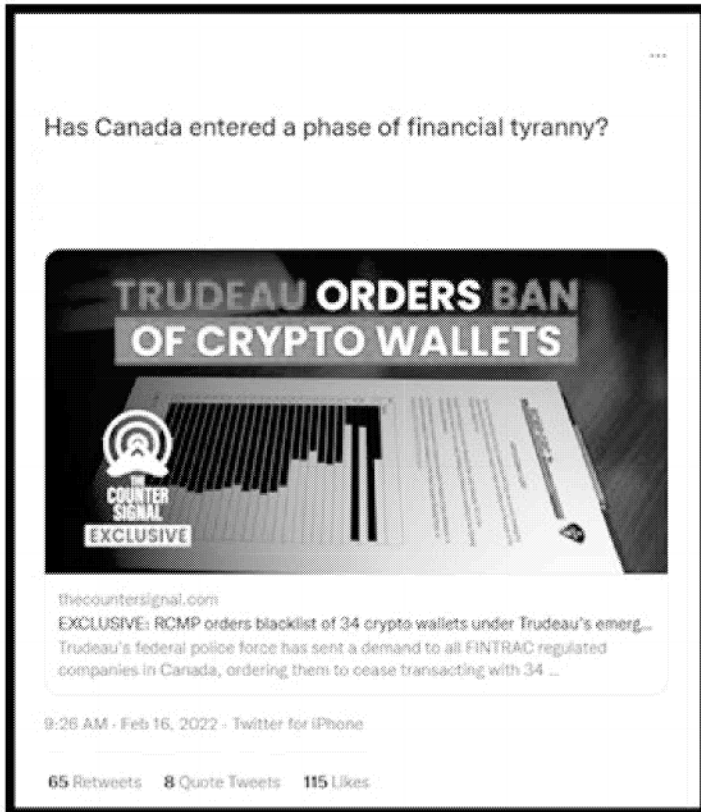 Has Canada entered a phase of financial tyranny?
TRUDEAU ORDERS BAN
OF CRYPTO WALLETS
THE
COUNTER
SIGNAL
EXCLUSIVE
thecountersignal.com
EXCLUSIVE: RCMP orders blacklist of 34 crypto wallets under Trudeau's emerg...
Trudeau's federal police force has sent a demand to all FINTRAC regulated
companies in Canada, ordering them to cease transacting with 34 ...
9:26 AM · Feb 16, 2022 · Twitter for iPhone
65 Retweets 8 Quote Tweets 115 Likes